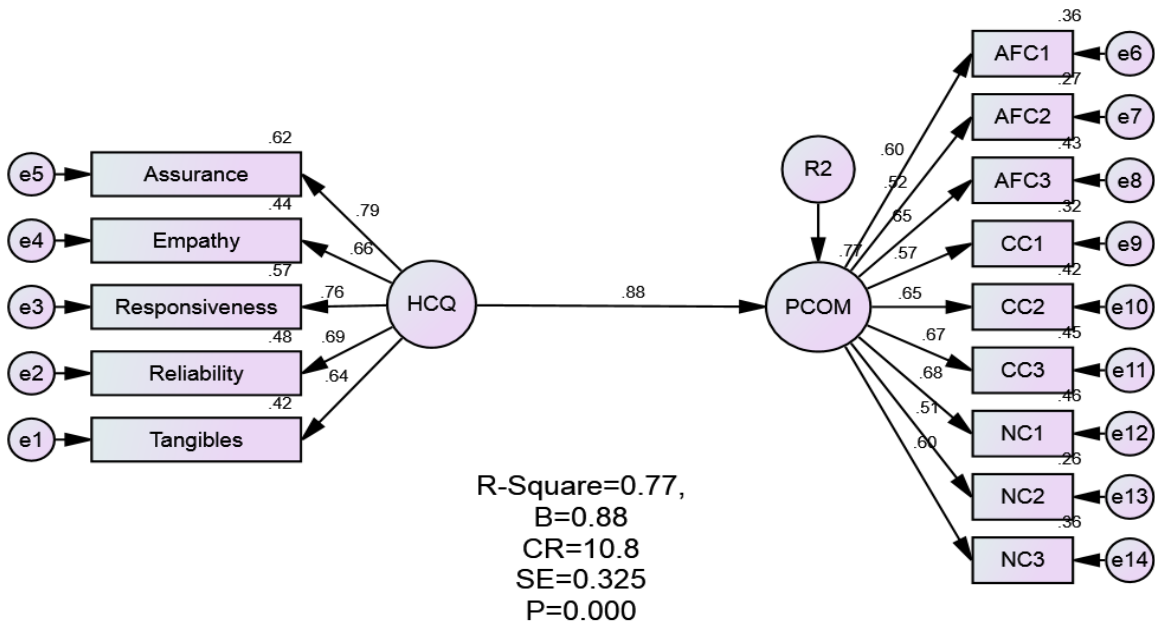 .36
AFC1
e6
.27
AFC2
e7
.62
.43
e5
Assurance
.60
R2
AFC3
e8
.79
.52
.44
.32
.65
e4
Empathy
.66
.77
.57
CC1
e9
.57
.42
e3
Responsiveness
.76
HCQ
.88
PCOM
.65
CC2
e10
.48
.69
.67
.45
e2
Reliability
.64
.68
CC3
e11
.42
.51
.46
e1
Tangibles
.60
NC1
e12
.26
R-Square=0.77,
NC2
e13
B=0.88
.36
CR=10.8
NC3
e14
SE=0.325
P=0.000